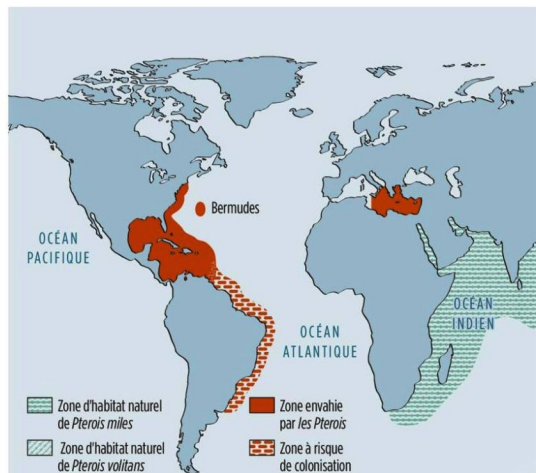 Bermudes
OCÉAN
PACIFIQUE
OCÉAN
INDIEN
OCÉAN
ATLANTIQUE
Zone d'habitat naturel
de Pterois miles
Zone d'habitat naturel
de Pterois volitans
Zone envahie
par les Pterois
Zone à risque
de colonisation